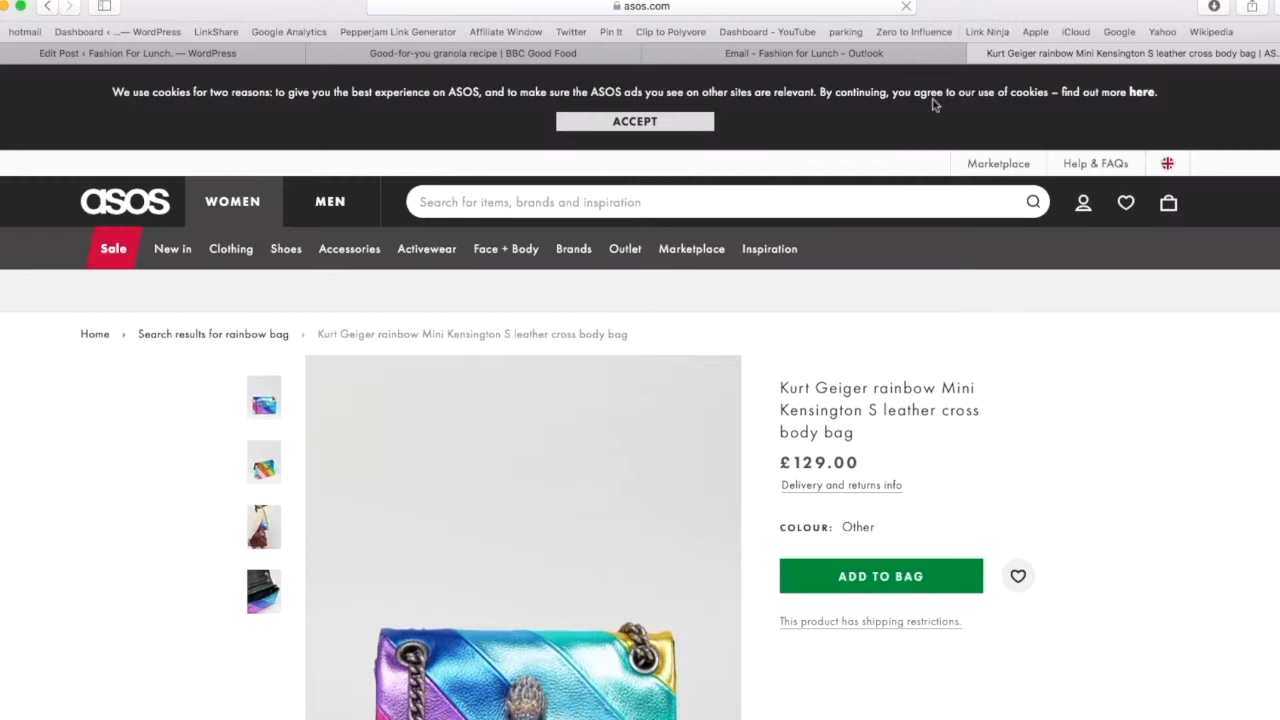 asos.com
hotmail Dashboard ‹ ...— WordPress LinkShare Google Analytics Pepperjam Link Generator Affiliate Window Twitter Pin It Clip to Polyvore Dashboard - YouTube parking Zero to Influence Link Ninja Apple iCloud Google Yahoo Wikipedia
Edit Post ‹ Fashion For Lunch. — WordPress Good-for-you granola recipe | BBC Good Food Email - Fashion for Lunch - Outlook Kurt Geiger rainbow Mini Kensington S leather cross body bag | AS...
We use cookies for two reasons: to give you the best experience on ASOS, and to make sure the ASOS ads you see on other sites are relevant. By continuing, you agree to our use of cookies – find out more here.
ACCEPT
Marketplace Help & FAQs
asos WOMEN MEN Search for items, brands and inspiration
Sale New in Clothing Shoes Accessories Activewear Face + Body Brands Outlet Marketplace Inspiration
Home › Search results for rainbow bag › Kurt Geiger rainbow Mini Kensington S leather cross body bag
Kurt Geiger rainbow Mini
Kensington S leather cross
body bag
£129.00
Delivery and returns info
COLOUR: Other
ADD TO BAG
This product has shipping restrictions.